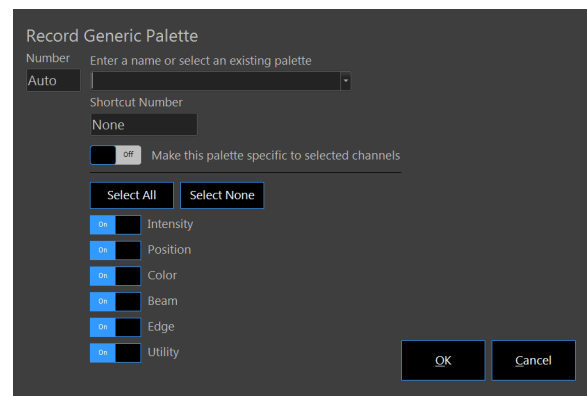 Record Generic Palette
Number Enter a name or select an existing palette
Auto
Shortcut Number
None
Off Make this palette specific to selected channels
Select All Select None
On Intensity
On Position
On Color
On Beam
On Edge
On Utility
OK Cancel